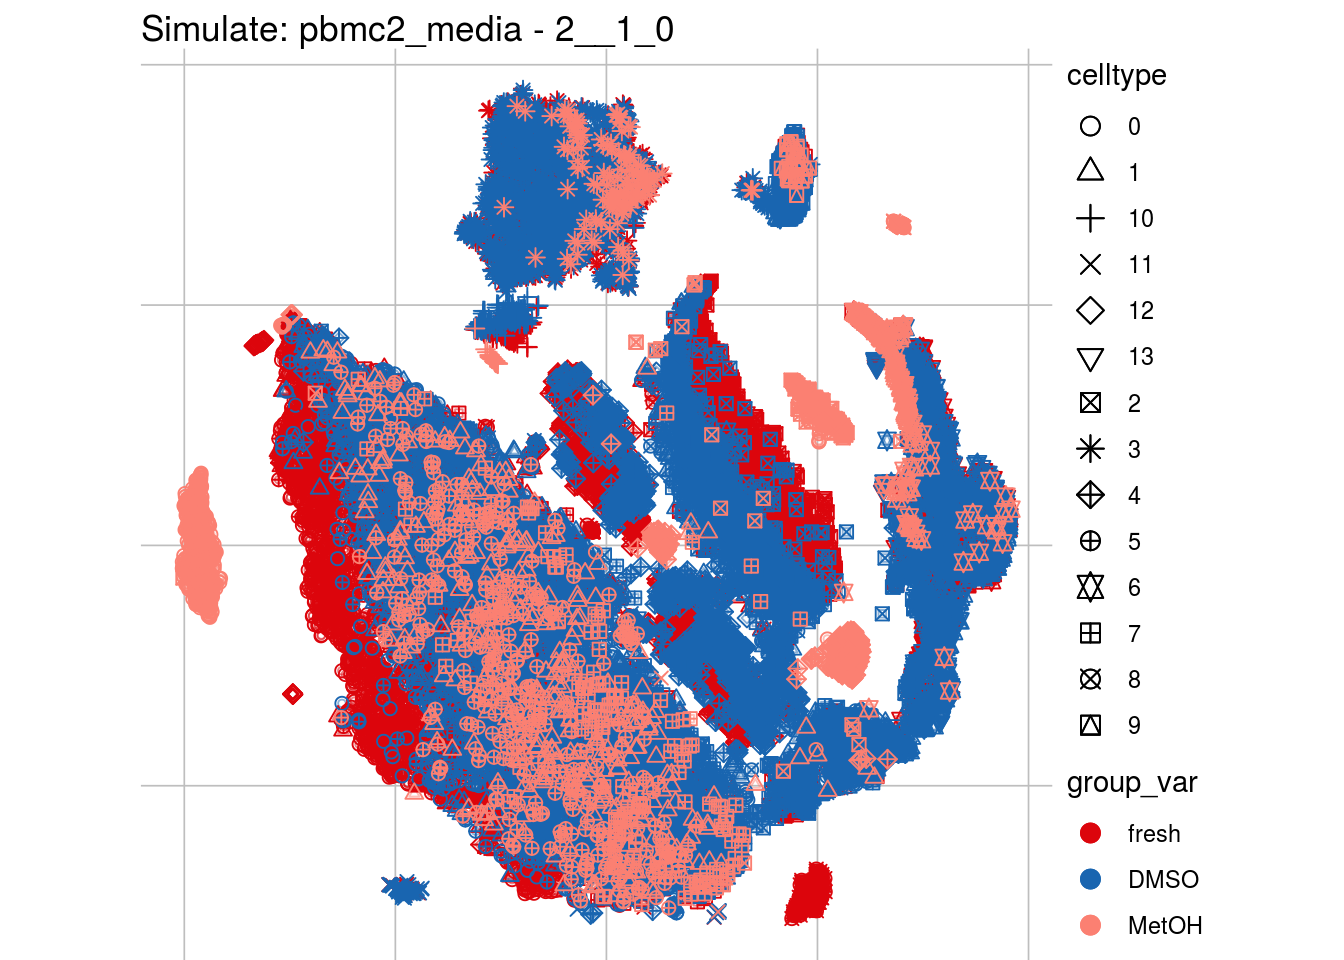 Simulate: pbmc2_media - 2__1_0
celltype
0
1
10
11
12
13
2
3
4
5
6
7
8
9
group_var
fresh
DMSO
MetOH